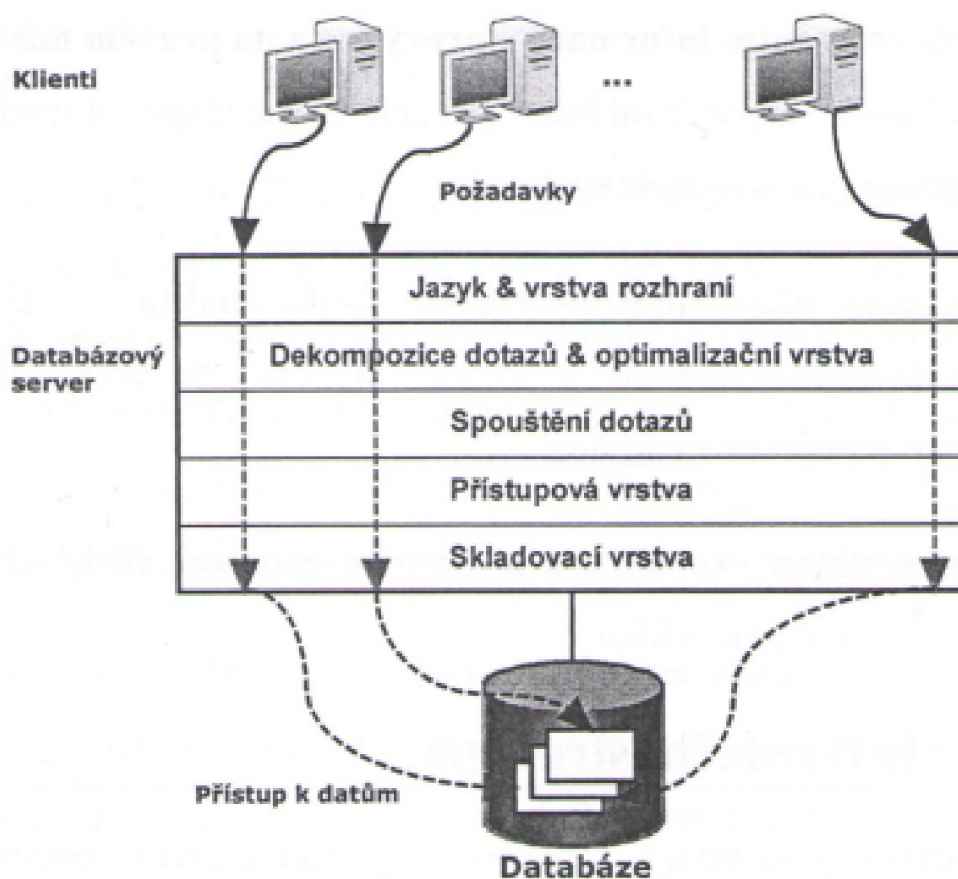 Klienti
...
Požadavky
Jazyk & vrstva rozhraní
Databázový
server
Dekompozice dotazů & optimalizační vrstva
Spouštění dotazů
Přístupová vrstva
Skladovací vrstva
Přístup k datům
Databáze